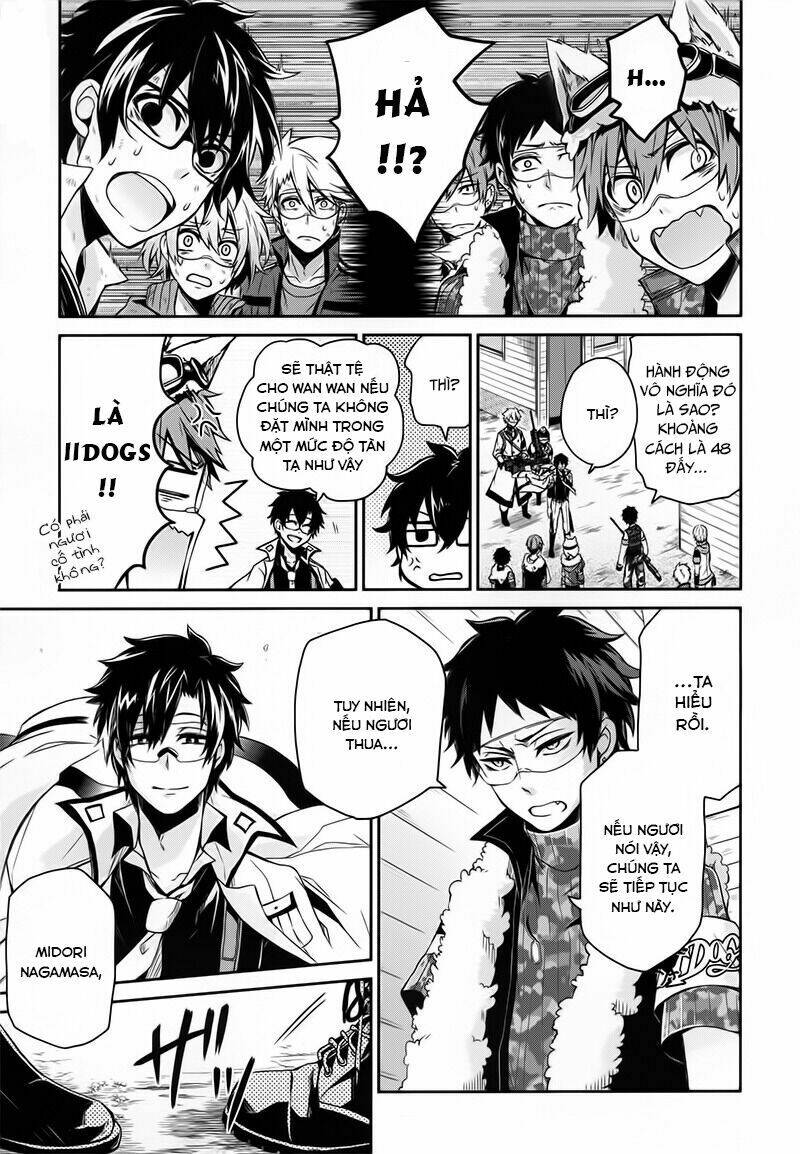 H...
HẢ
!!?
HÀNH ĐỘNG
VÔ NGHĨA ĐÓ
LÀ SAO?
KHOẢNG
CÁCH LÀ 48
ĐẤY...
THÌ?
THÌ?
SẼ THẬT TỆ
CHO WAN WAN NẾU
CHÚNG TA KHÔNG
ĐẶT MÌNH TRONG
MỘT MỨC ĐỘ TÀN
TẠ NHƯ VẬY
LÀ
11DOGS
!!
Có phải
ngươi
cố tình
không?
...TA
HIỂU
RỒI.
NẾU NGƯƠI
NÓI VẬY,
CHÚNG TA
SẼ TIẾP TỤC
NHƯ NÀY.
TUY NHIÊN,
NẾU NGƯƠI
THUA...
MIDORI
NAGAMASA,
ザッ